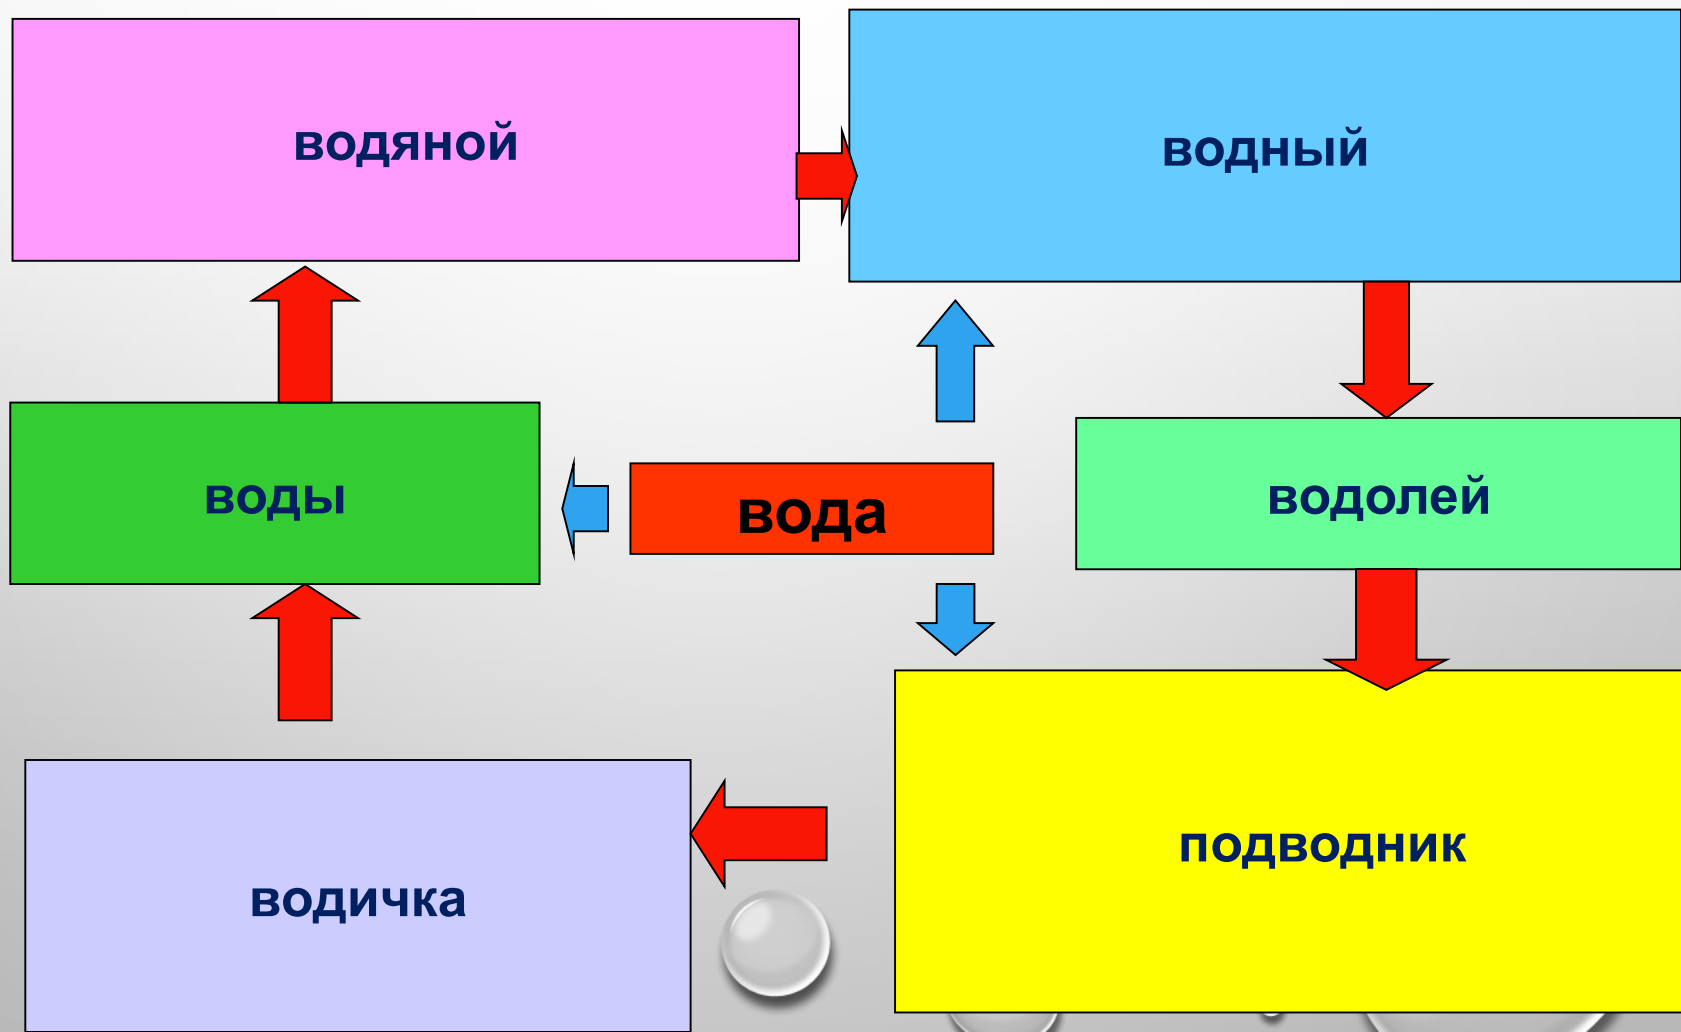 водяной
водный
воды
вода
водолей
подводник
водичка